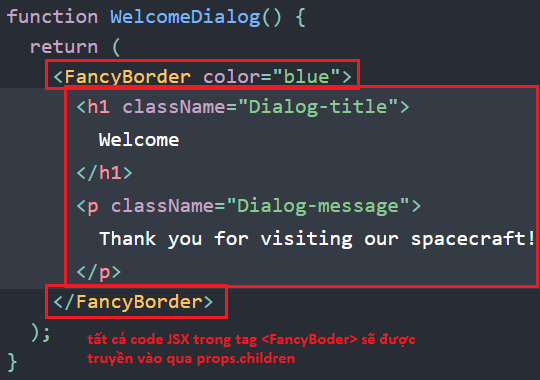 function WelcomeDialog() {
  return (
    <FancyBorder color="blue">
      <h1 className="Dialog-title">
        Welcome
      </h1>
      <p className="Dialog-message">
        Thank you for visiting our spacecraft!
      </p>
    </FancyBorder>
  );
tất cả code JSX trong tag <FancyBoder> sẽ được
truyền vào qua props.children
}